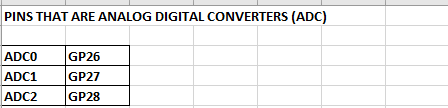 PINS THAT ARE ANALOG DIGITAL CONVERTERS (ADC)
ADC0 GP26
ADC1 GP27
ADC2 GP28